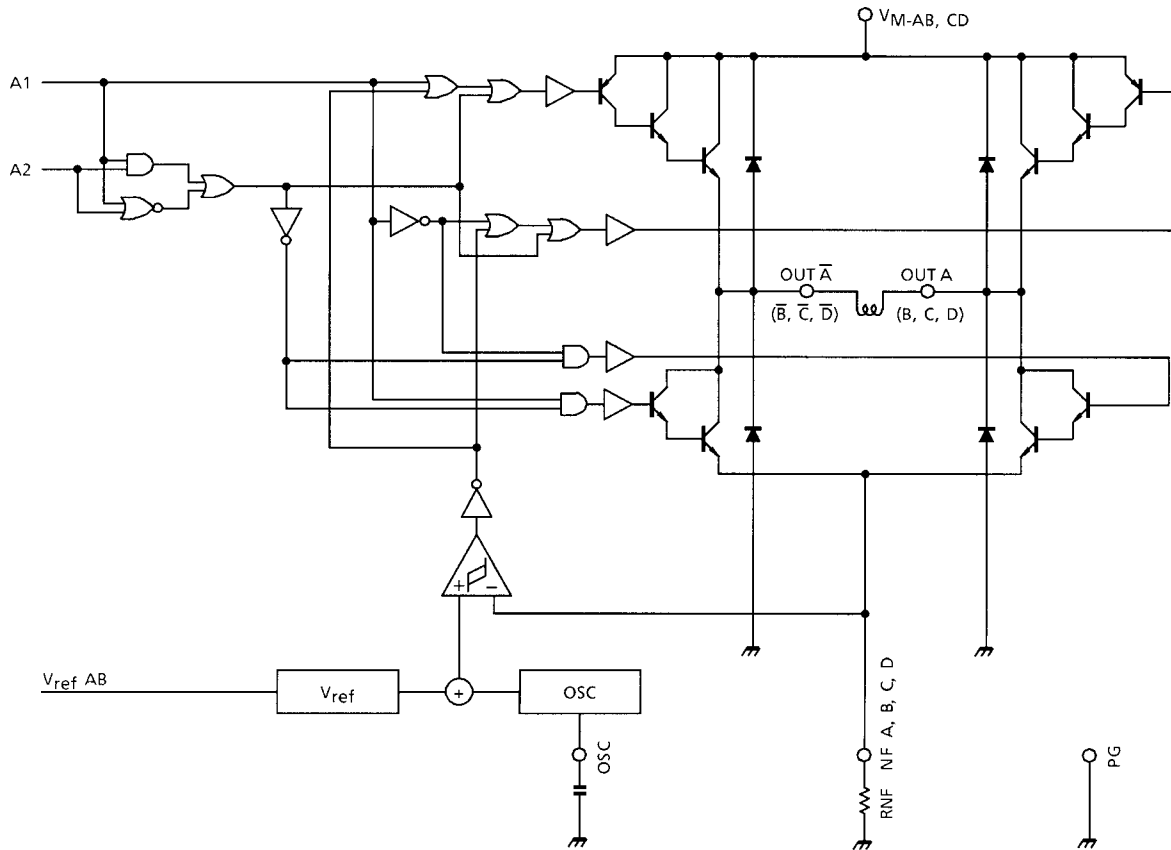 V_M-AB, CD
A1
A2
OUT A̅ OUT A
(B̅, C̅, D̅) (B, C, D)
+ −
V_ref AB
V_ref
+
OSC
OSC
NF A, B, C, D
RNF
PG